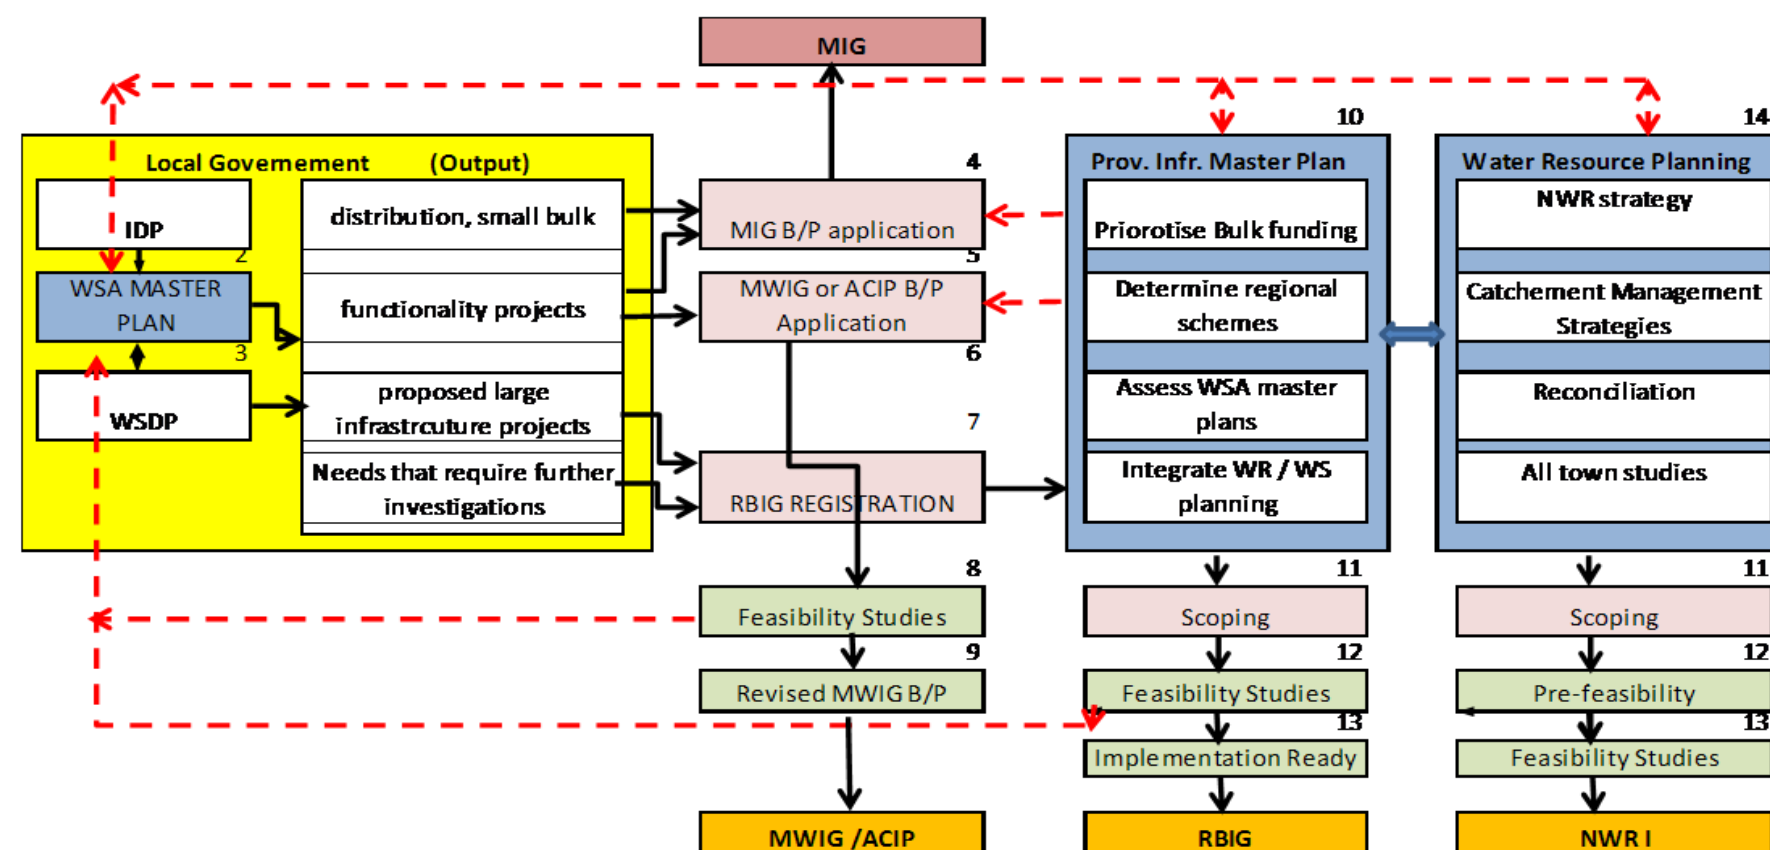 MIG
10
14
Local Governement (Output)
4
Prov. Infr. Master Plan
Water Resource Planning
IDP
distribution, small bulk
MIG B/P application
Priorotise Bulk funding
NWR strategy
2
5
WSA MASTER
PLAN
functionality projects
MWIG or ACIP B/P
Application
Determine regional
schemes
Catchement Management
Strategies
3
6
WSDP
proposed large
infrastrcuture projects
7
Assess WSA master
plans
Reconciliation
Needs that require further
investigations
RBIG REGISTRATION
Integrate WR / WS
planning
All town studies
8
11
11
Feasibility Studies
Scoping
Scoping
9
12
12
Revised MWIG B/P
Feasibility Studies
Pre-feasibility
13
13
Implementation Ready
Feasibility Studies
MWIG /ACIP
RBIG
NWR I